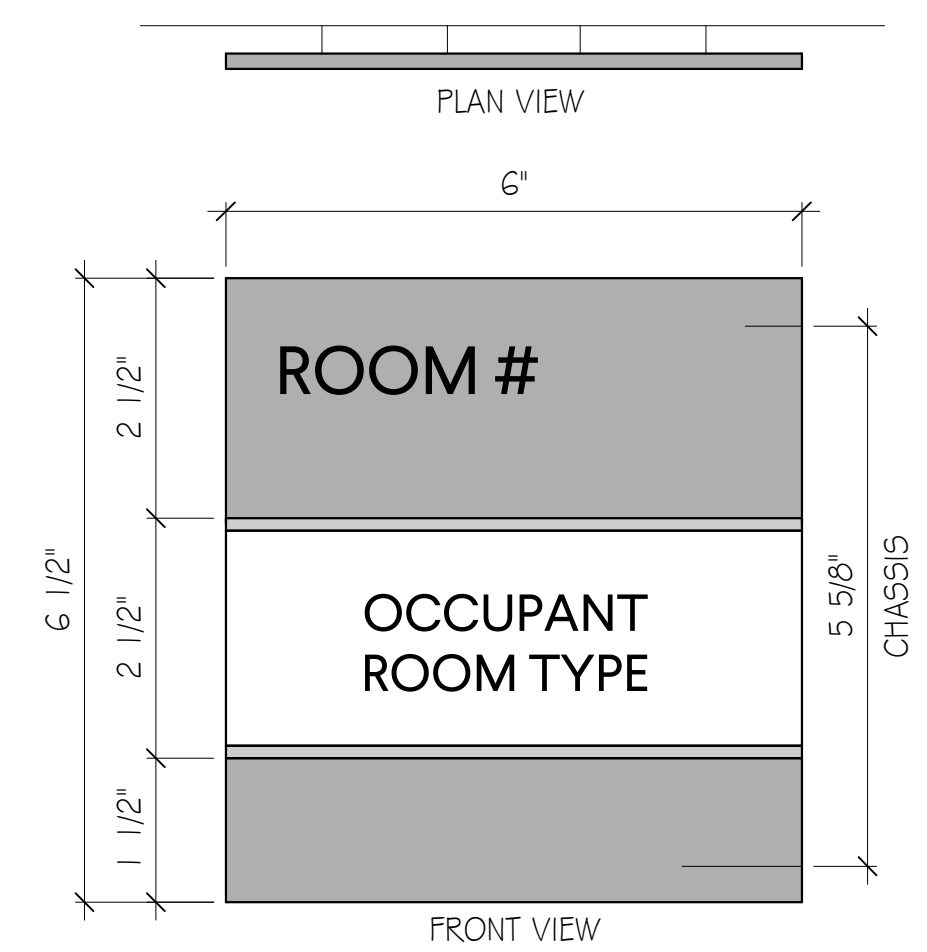 PLAN VIEW
6"
2 1/2"
ROOM #
6 1/2"
2 1/2"
OCCUPANT
ROOM TYPE
5 5/8"
CHASSIS
1 1/2"
FRONT VIEW